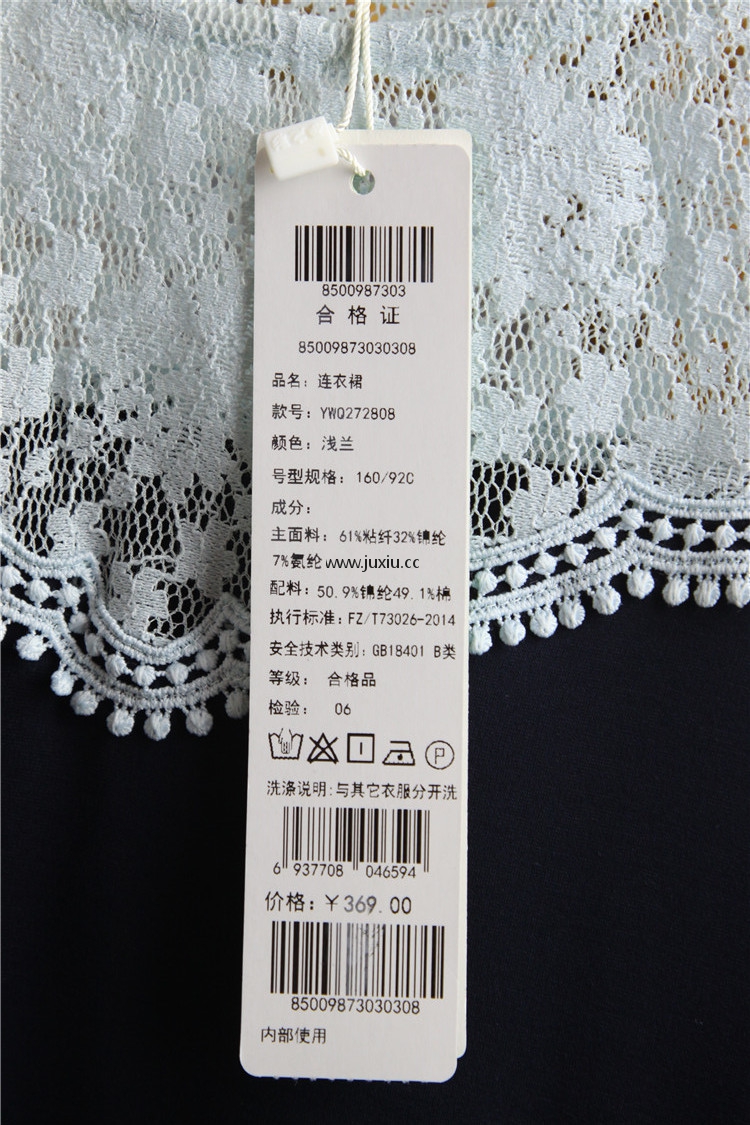 8500987303
合格证
85009873030308
品名：连衣裙
款号：YWQ272808
颜色：浅兰
号型规格：160/92C
成分：
主面料：61%粘纤32%锦纶
7%氨纶
www.juxiu.cc
配料：50.9%锦纶49.1%棉
执行标准：FZ/T73026-2014
安全技术类别：GB18401 B类
等级：合格品
检验：06
P
洗涤说明：与其它衣服分开洗
6 937708 046594
价格：￥369.00
85009873030308
内部使用